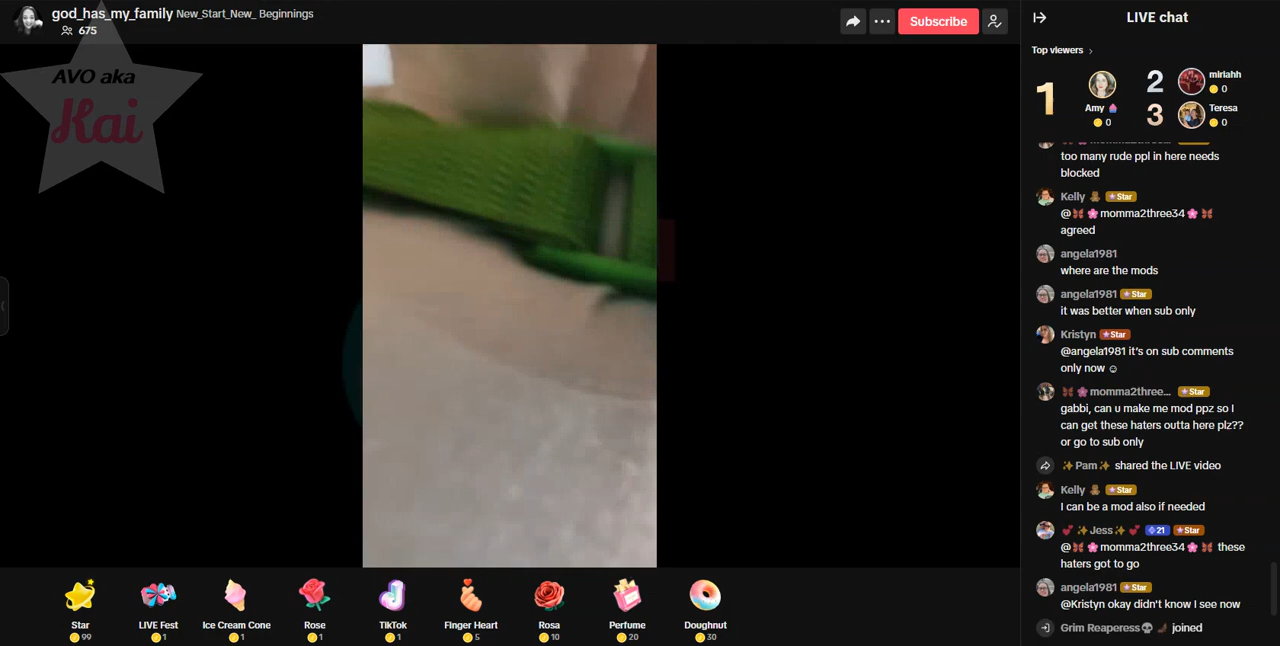 god_has_my_family New_Start_New_ Beginnings
675
Subscribe
AVO aka
Kai
LIVE chat
Top viewers
1
Amy
0
2
mIrIahh
0
3
Teresa
0
too many rude ppl in here needs
blocked
Kelly Star
@momma2three34
agreed
angela1981
where are the mods
angela1981 Star
it was better when sub only
Kristyn Star
@angela1981 it's on sub comments
only now
momma2three... Star
gabbi, can u make me mod ppz so I
can get these haters outta here plz??
or go to sub only
Pam shared the LIVE video
Kelly Star
I can be a mod also if needed
Jess 21 Star
@momma2three34 these
haters got to go
angela1981 Star
@Kristyn okay didn't know I see now
Grim Reaperess joined
Star
99
LIVE Fest
1
Ice Cream Cone
1
Rose
1
TikTok
1
Finger Heart
5
Rosa
10
Perfume
20
Doughnut
30